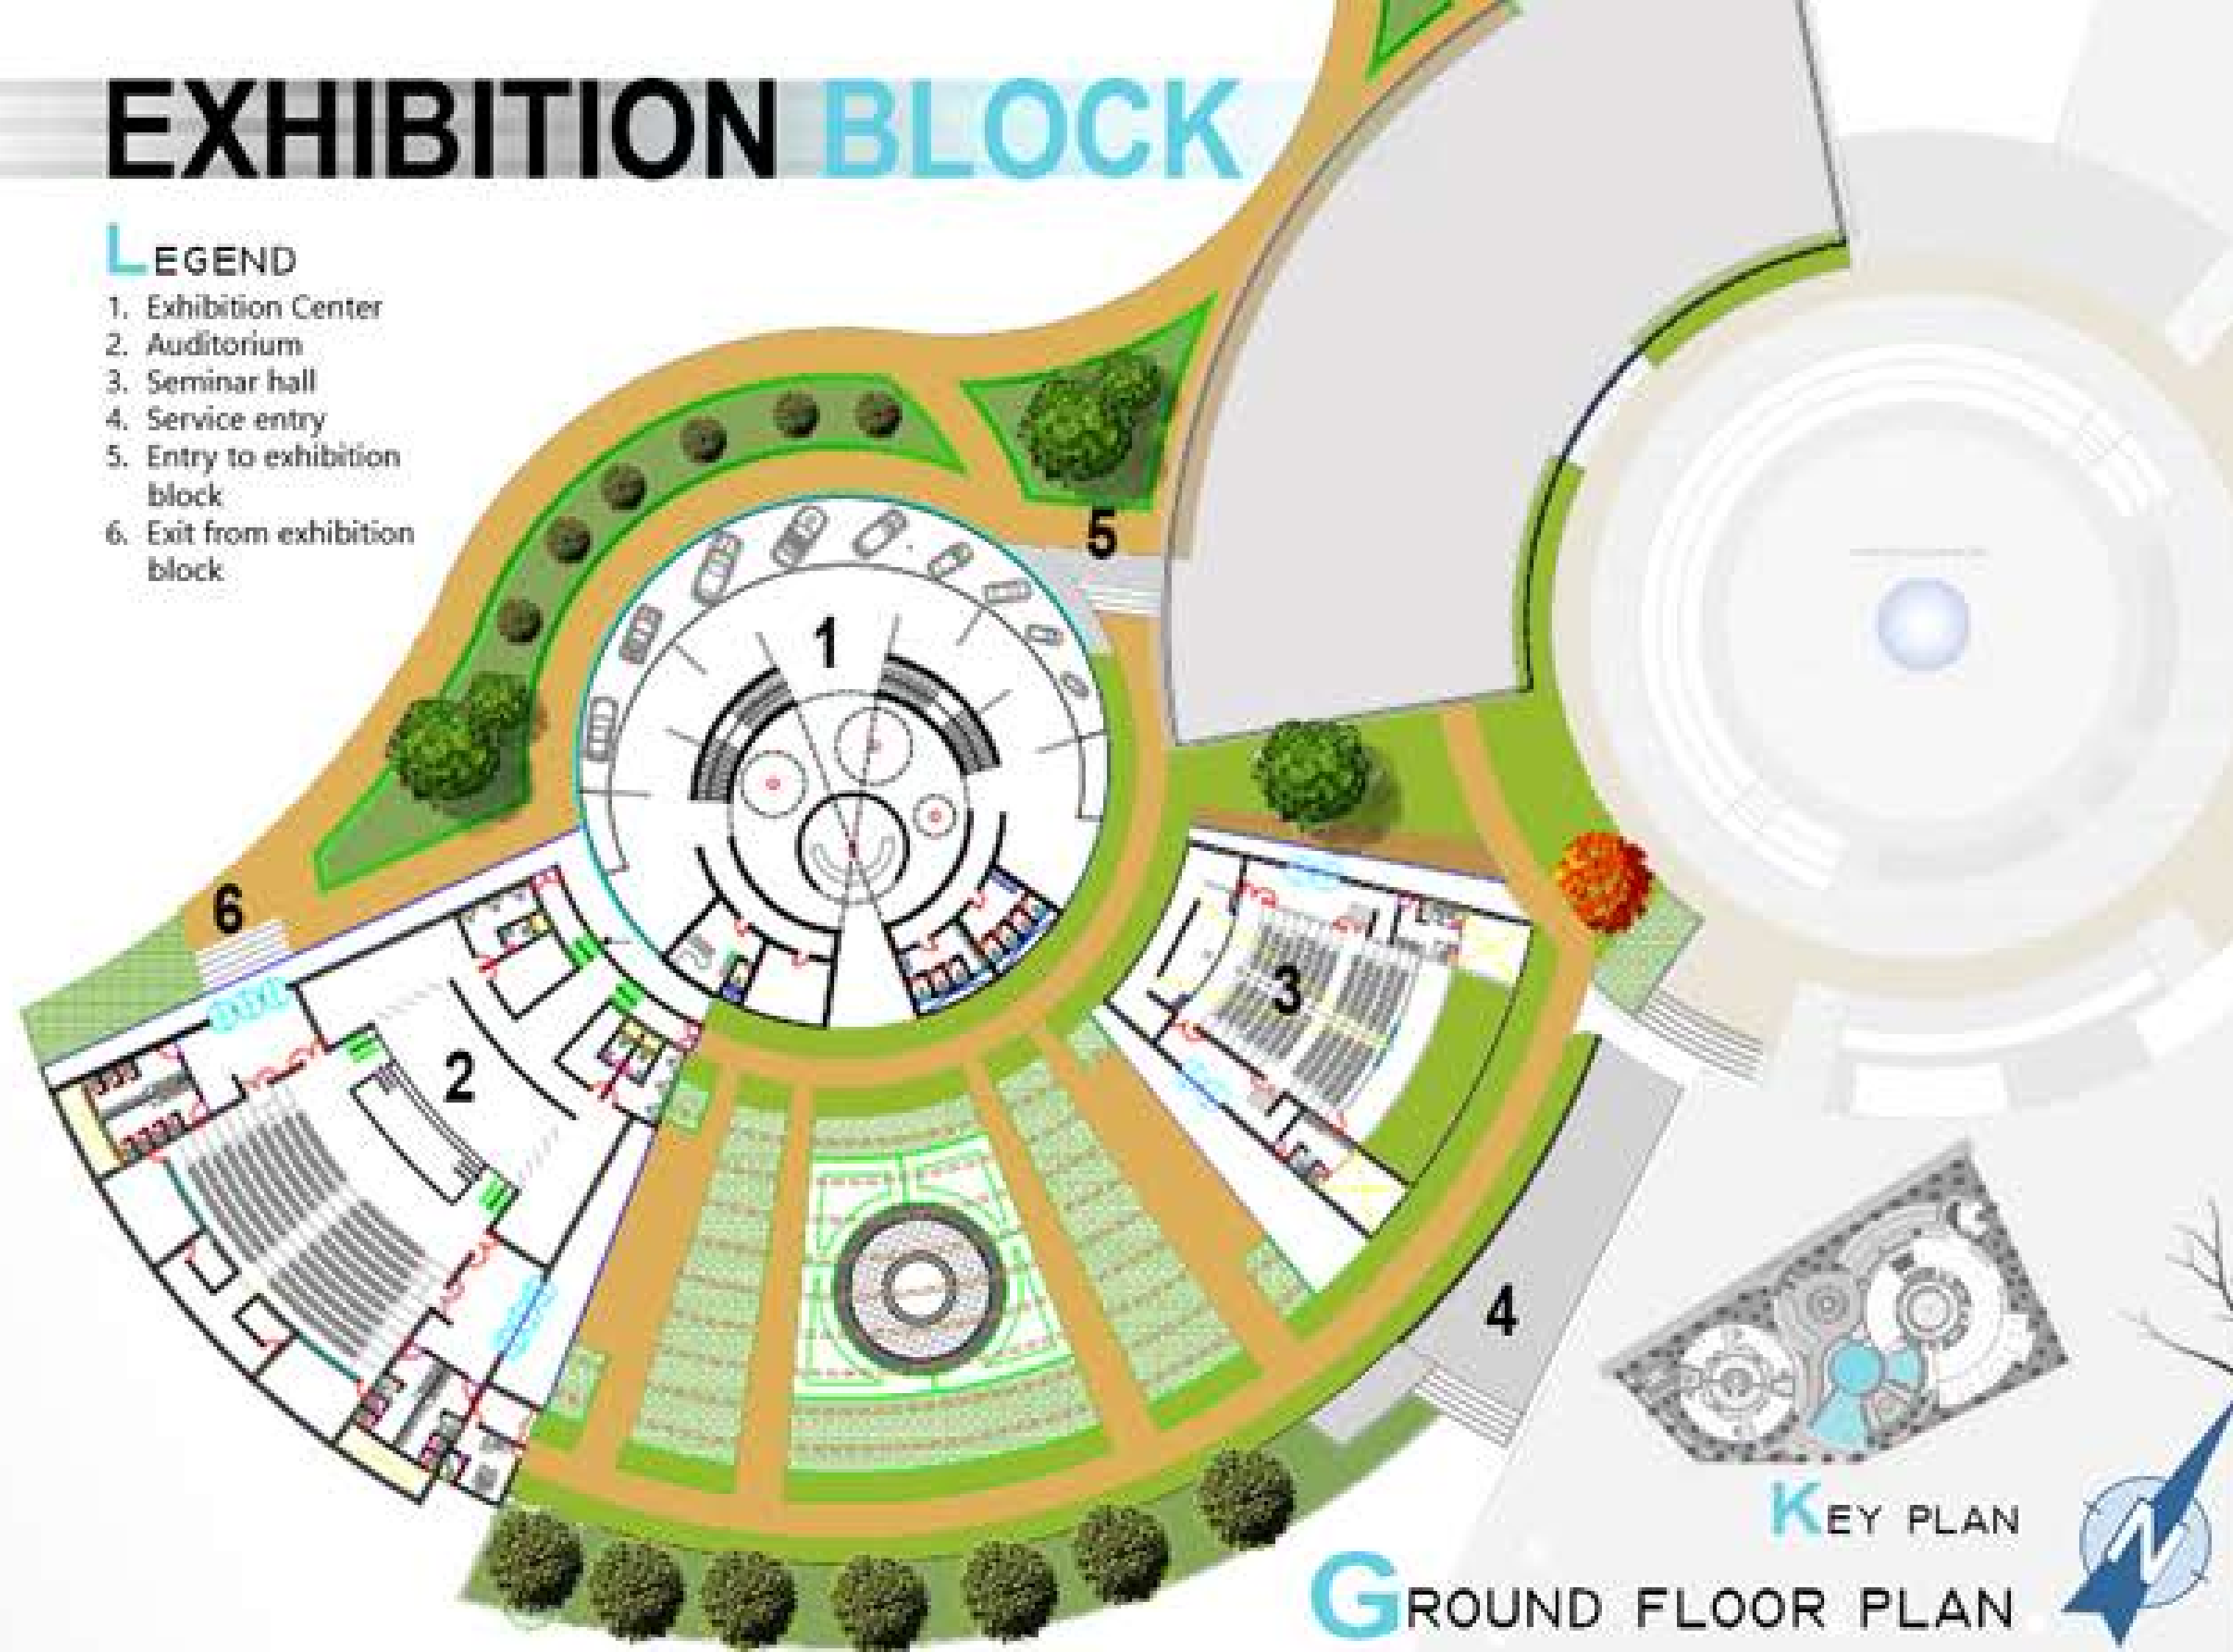 EXHIBITION BLOCK
LEGEND
1. Exhibition Center
2. Auditorium
3. Seminar hall
4. Service entry
5. Entry to exhibition
block
6. Exit from exhibition
block
5
1
6
3
2
4
KEY PLAN
N
GROUND FLOOR PLAN